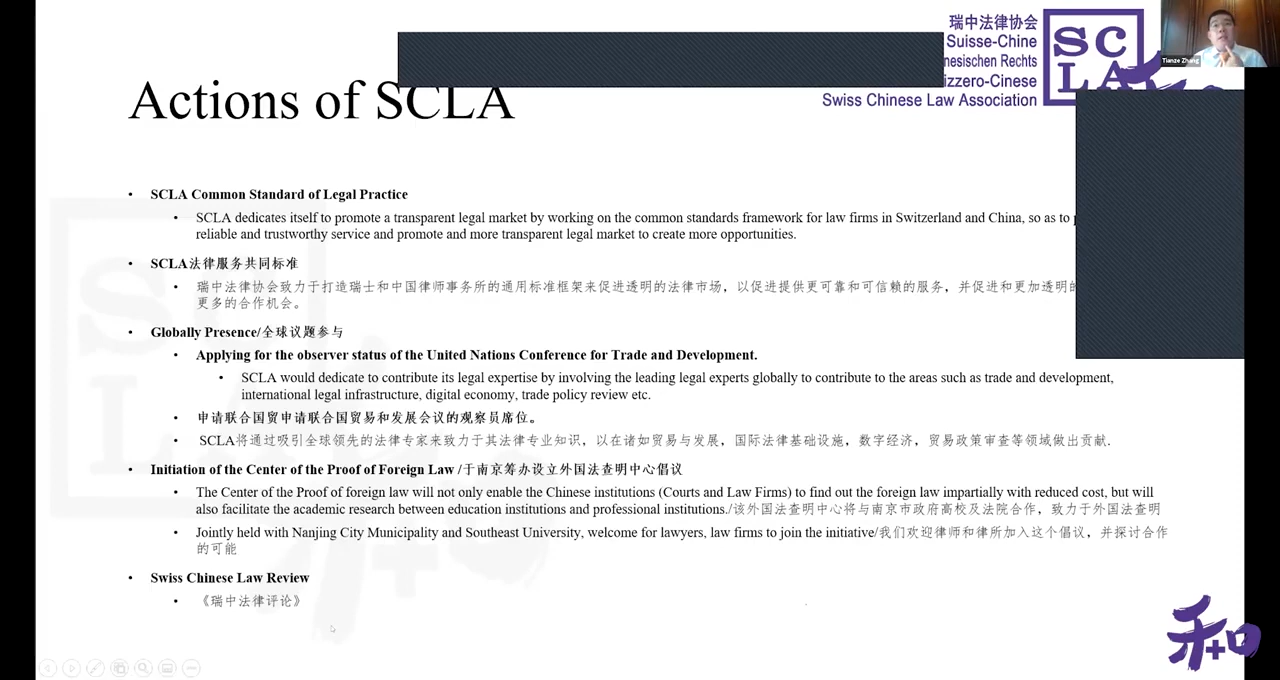 瑞中法律协会
Suisse-Chine
nesischen Rechts
izzero-Cinese
Swiss Chinese Law Association
SC
LA
Tianze Zhang
Actions of SCLA
• SCLA Common Standard of Legal Practice
• SCLA dedicates itself to promote a transparent legal market by working on the common standards framework for law firms in Switzerland and China, so as to
reliable and trustworthy service and promote and more transparent legal market to create more opportunities.
• SCLA法律服务共同标准
• 瑞中法律协会致力于打造瑞士和中国律师事务所的通用标准框架来促进透明的法律市场，以促进提供更可靠和可信赖的服务，并促进和更加透明的
更多的合作机会。
• Globally Presence/全球议题参与
• Applying for the observer status of the United Nations Conference for Trade and Development.
• SCLA would dedicate to contribute its legal expertise by involving the leading legal experts globally to contribute to the areas such as trade and development,
international legal infrastructure, digital economy, trade policy review etc.
• 申请联合国贸申请联合国贸易和发展会议的观察员席位。
• SCLA将通过吸引全球领先的法律专家来致力于其法律专业知识，以在诸如贸易与发展，国际法律基础设施，数字经济，贸易政策审查等领域做出贡献.
• Initiation of the Center of the Proof of Foreign Law /于南京筹办设立外国法查明中心倡议
• The Center of the Proof of foreign law will not only enable the Chinese institutions (Courts and Law Firms) to find out the foreign law impartially with reduced cost, but will
also facilitate the academic research between education institutions and professional institutions./该外国法查明中心将与南京市政府高校及法院合作，致力于外国法查明
• Jointly held with Nanjing City Municipality and Southeast University, welcome for lawyers, law firms to join the initiative/我们欢迎律师和律所加入这个倡议，并探讨合作
的可能
• Swiss Chinese Law Review
• 《瑞中法律评论》
和